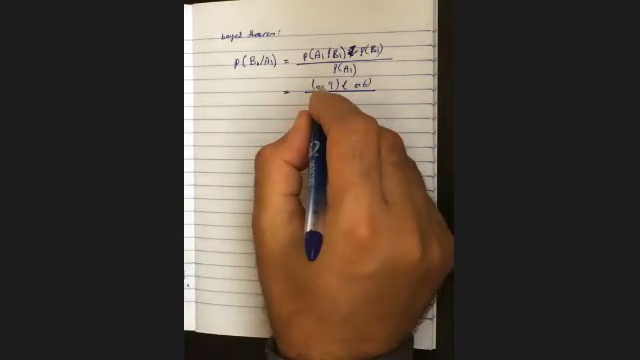 bayes theorem:
P(B₁/A₁) = P(A₁/B₁) P(B₁)
P(A₁)
= (0.9)(0.6)